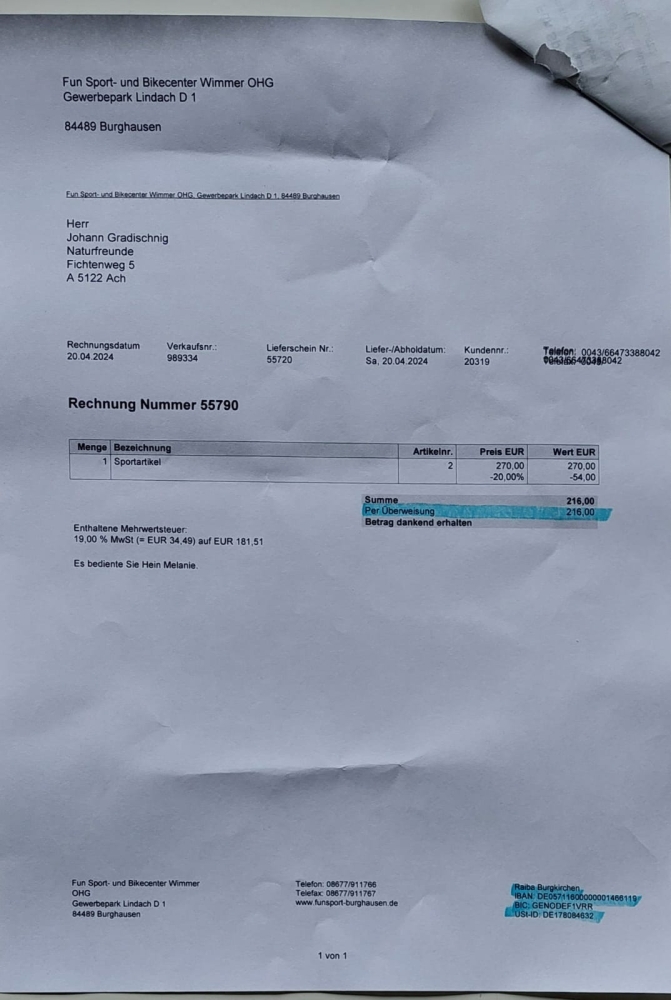 Fun Sport- und Bikecenter Wimmer OHG
Gewerbepark Lindach D 1
84489 Burghausen
Fun Sport- und Bikecenter Wimmer OHG, Gewerbepark Lindach D 1, 84489 Burghausen
Herr
Johann Gradischnig
Naturfreunde
Fichtenweg 5
A 5122 Ach
Rechnungsdatum Verkaufsnr.: Lieferschein Nr.: Liefer-/Abholdatum: Kundennr.: Telefon: 0043/66473388042
20.04.2024 989334 55720 Sa, 20.04.2024 20319
Rechnung Nummer 55790
Menge Bezeichnung Artikelnr. Preis EUR Wert EUR
1 Sportartikel 2 270,00 270,00
-20,00% -54,00
Summe 216,00
Per Überweisung 216,00
Betrag dankend erhalten
Enthaltene Mehrwertsteuer:
19,00 % MwSt (= EUR 34,49) auf EUR 181,51
Es bediente Sie Hein Melanie.
Fun Sport- und Bikecenter Wimmer
OHG
Gewerbepark Lindach D 1
84489 Burghausen
Telefon: 08677/911766
Telefax: 08677/911767
www.funsport-burghausen.de
Raiba Burgkirchen
IBAN: DE05711600000001466119
BIC: GENODEF1VRR
USt-ID: DE178084632
1 von 1